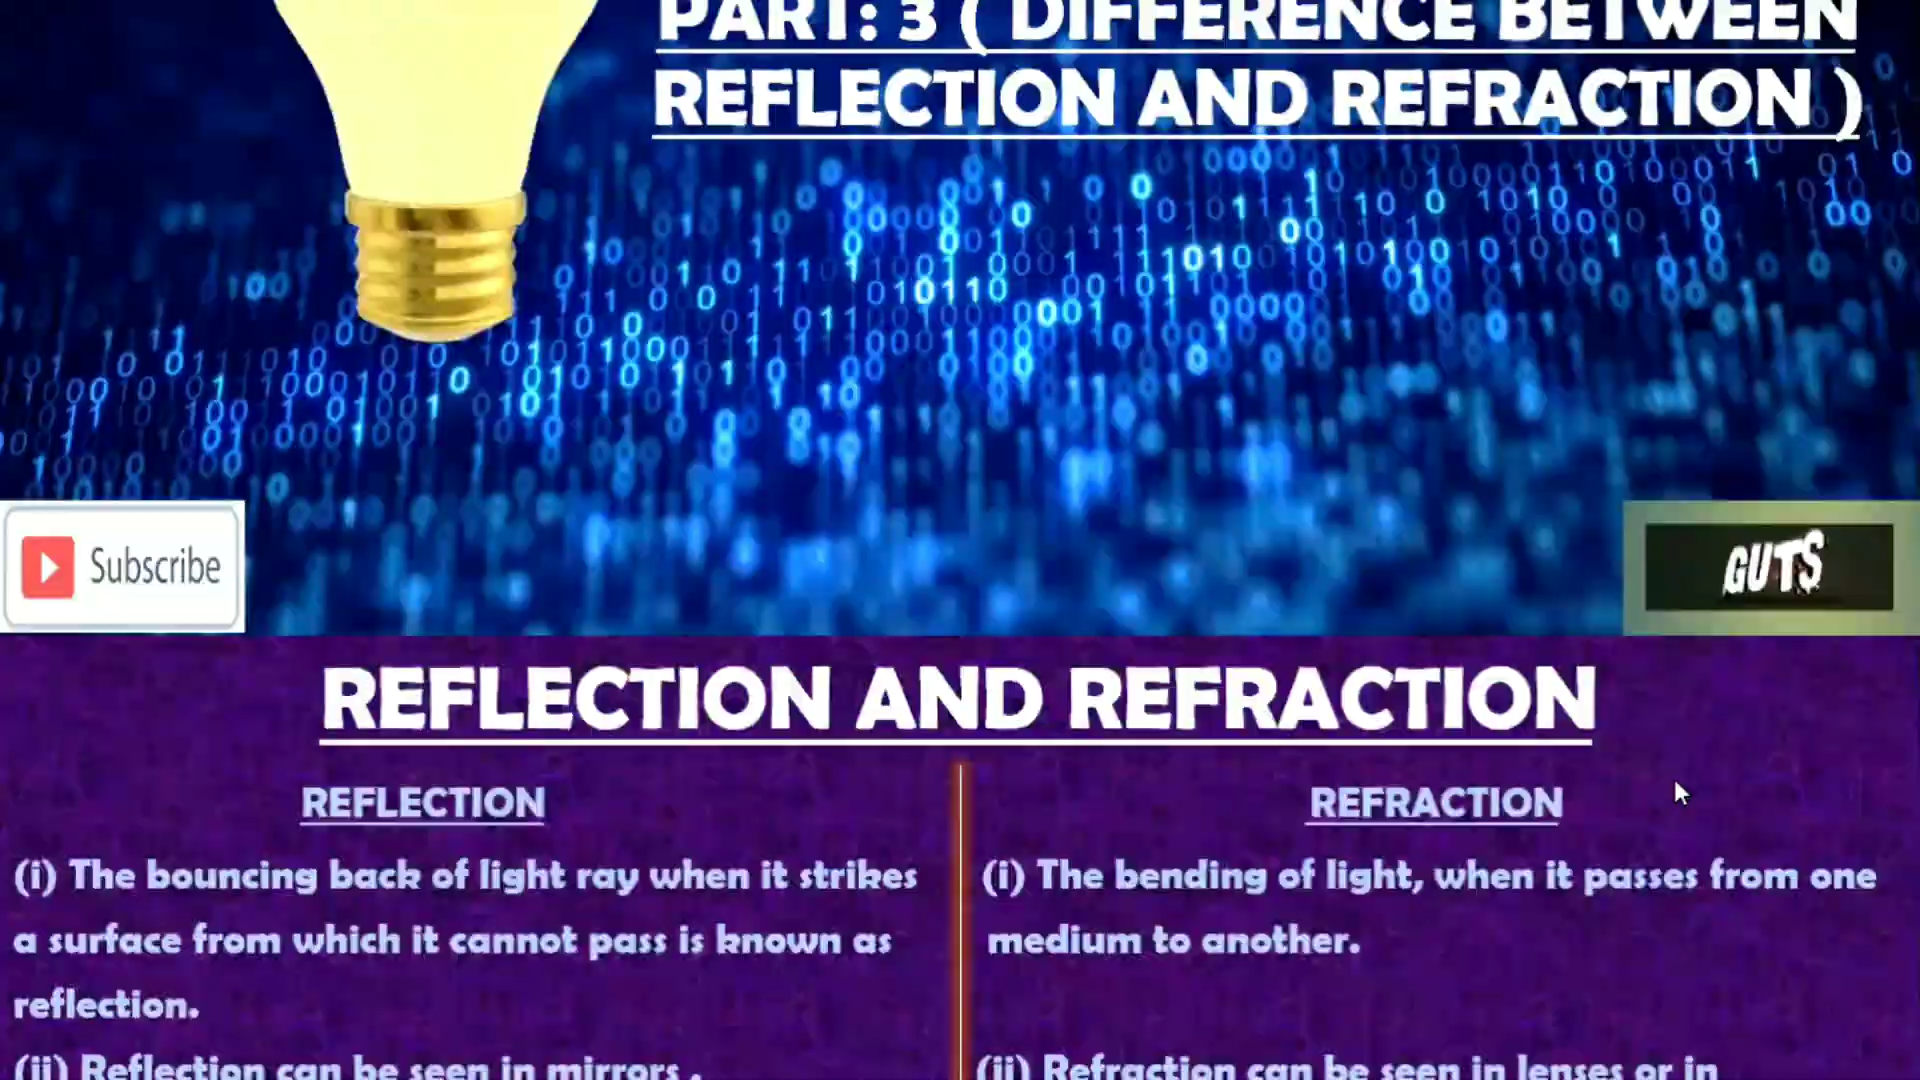 PART: 3 ( DIFFERENCE BETWEEN
REFLECTION AND REFRACTION )
Subscribe
GUTS
REFLECTION AND REFRACTION
REFLECTION
(i) The bouncing back of light ray when it strikes
a surface from which it cannot pass is known as
reflection.
(ii) Reflection can be seen in mirrors .
REFRACTION
(i) The bending of light, when it passes from one
medium to another.
(ii) Refraction can be seen in lenses or in